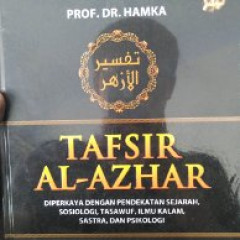 PROF. DR. HAMKA
تفسير
الأزهر
TAFSIR
AL-AZHAR
DIPERKAYA DENGAN PENDEKATAN SEJARAH,
SOSIOLOGI, TASAWUF, ILMU KALAM,
SASTRA, DAN PSIKOLOGI